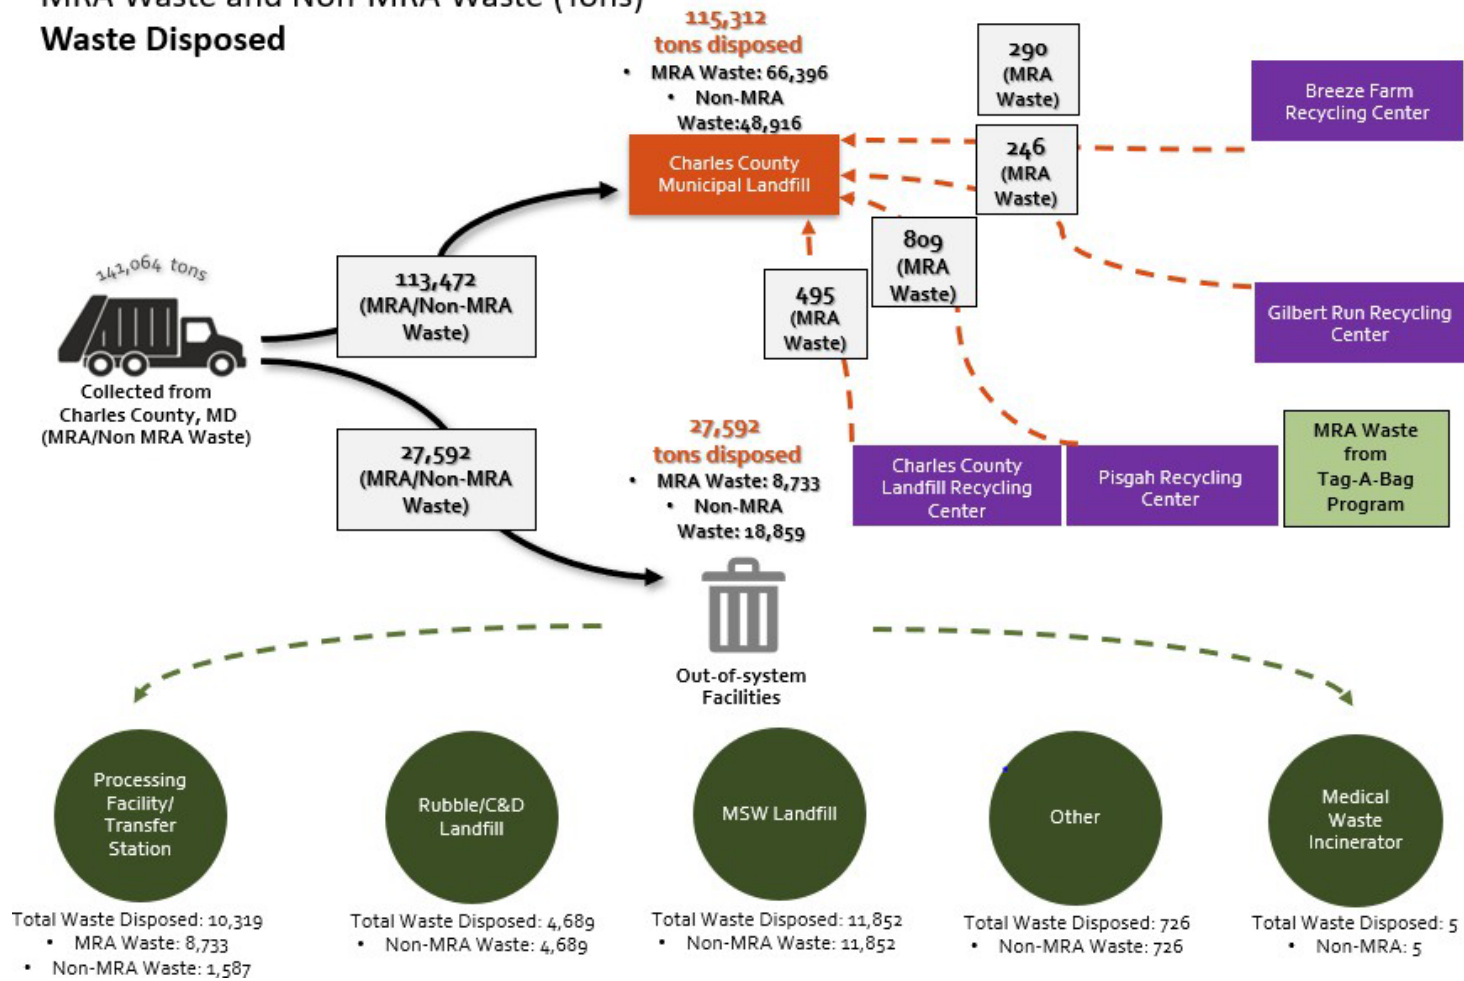 MRA Waste and Non-MRA Waste (Tons)
Waste Disposed
115,312
tons disposed
• MRA Waste: 66,396
• Non-MRA
Waste:48,916
Charles County
Municipal Landfill
290
(MRA
Waste)
246
(MRA
Waste)
809
(MRA
Waste)
495
(MRA
Waste)
Breeze Farm
Recycling Center
Gilbert Run Recycling
Center
141,064 tons
Collected from
Charles County, MD
(MRA/Non MRA Waste)
113,472
(MRA/Non-MRA
Waste)
27,592
(MRA/Non-MRA
Waste)
27,592
tons disposed
• MRA Waste: 8,733
• Non-MRA
Waste: 18,859
Charles County
Landfill Recycling
Center
Pisgah Recycling
Center
MRA Waste
from
Tag-A-Bag
Program
Out-of-system
Facilities
Processing
Facility/
Transfer
Station
Total Waste Disposed: 10,319
• MRA Waste: 8,733
• Non-MRA Waste: 1,587
Rubble/C&D
Landfill
Total Waste Disposed: 4,689
• Non-MRA Waste: 4,689
MSW Landfill
Total Waste Disposed: 11,852
• Non-MRA Waste: 11,852
Other
Total Waste Disposed: 726
• Non-MRA Waste: 726
Medical
Waste
Incinerator
Total Waste Disposed: 5
• Non-MRA: 5